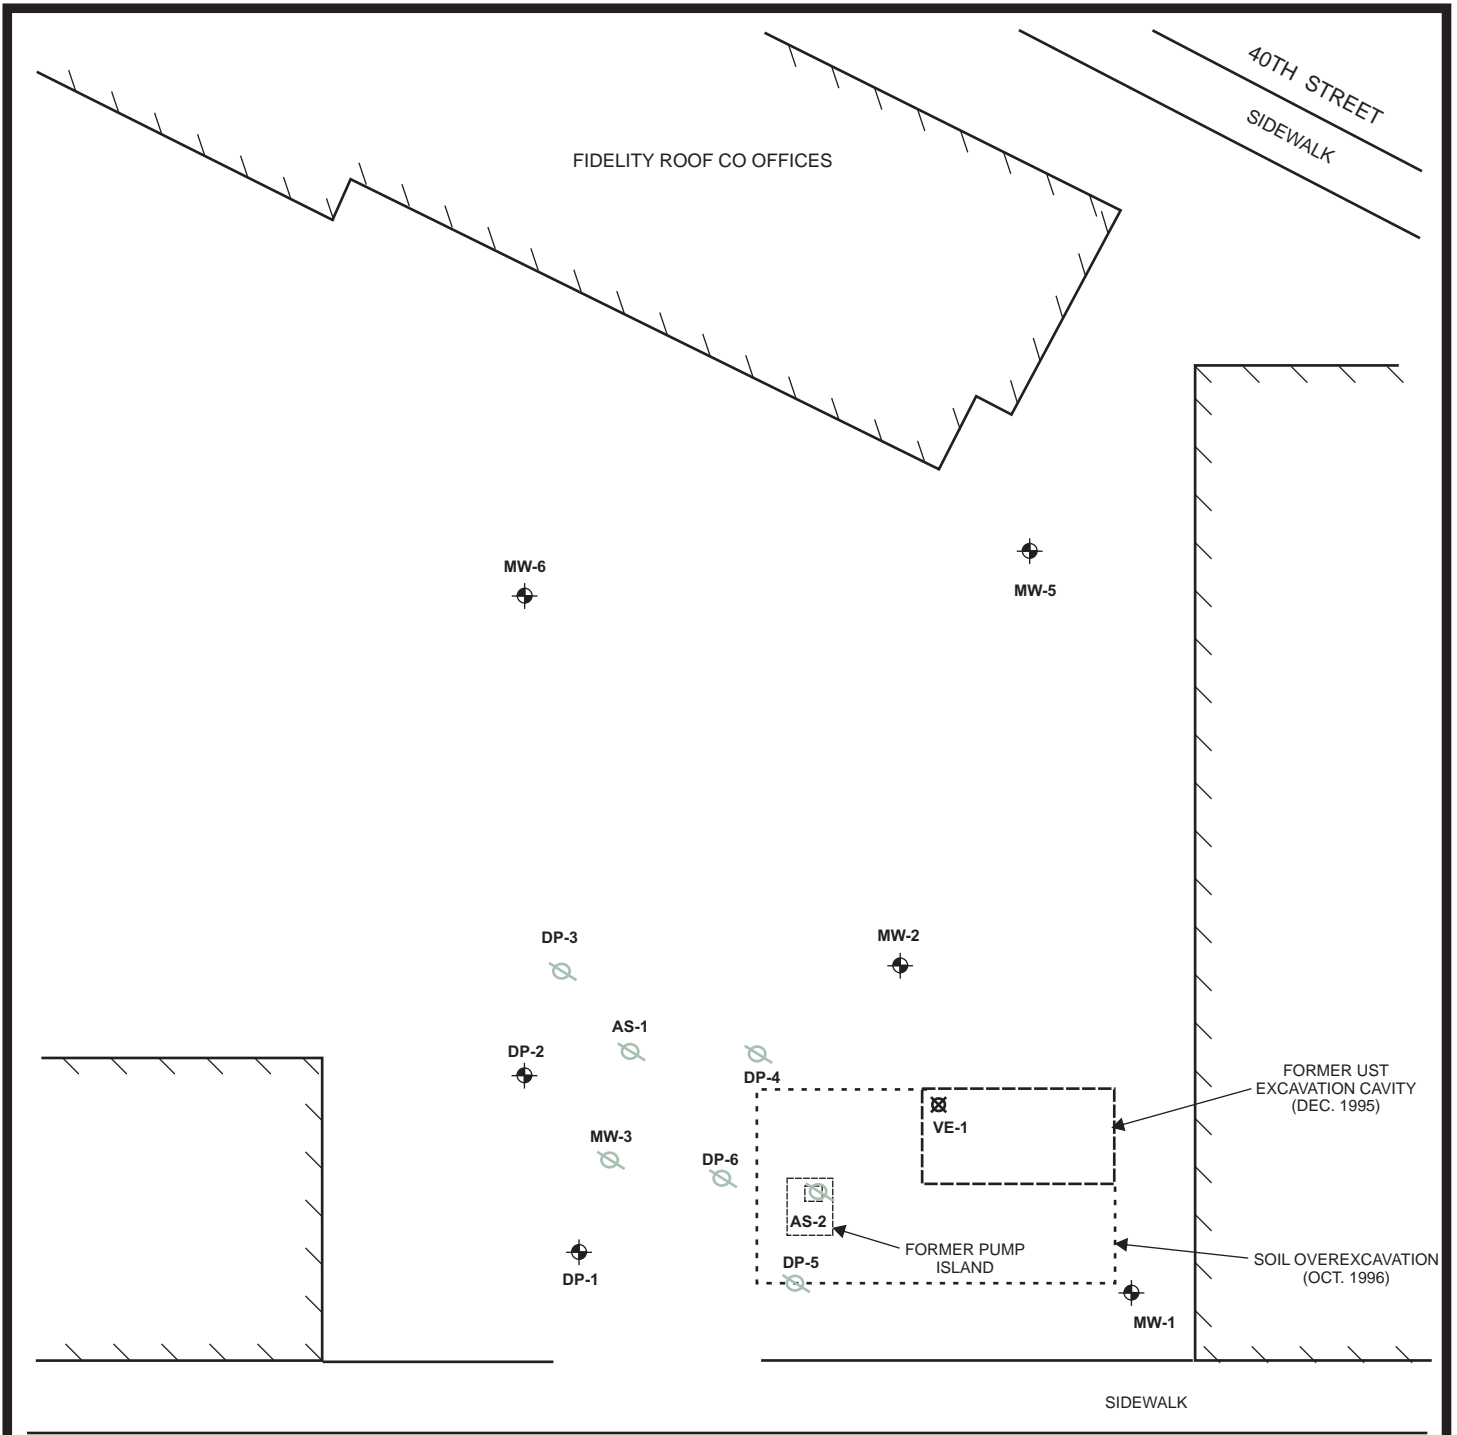 40TH STREET
SIDEWALK
FIDELITY ROOF CO OFFICES
MW-6
MW-5
DP-3
MW-2
AS-1
DP-2
DP-4
FORMER UST
EXCAVATION CAVITY
(DEC. 1995)
VE-1
MW-3
DP-6
AS-2
FORMER PUMP
ISLAND
DP-5
SOIL OVEREXCAVATION
(OCT. 1996)
DP-1
MW-1
SIDEWALK